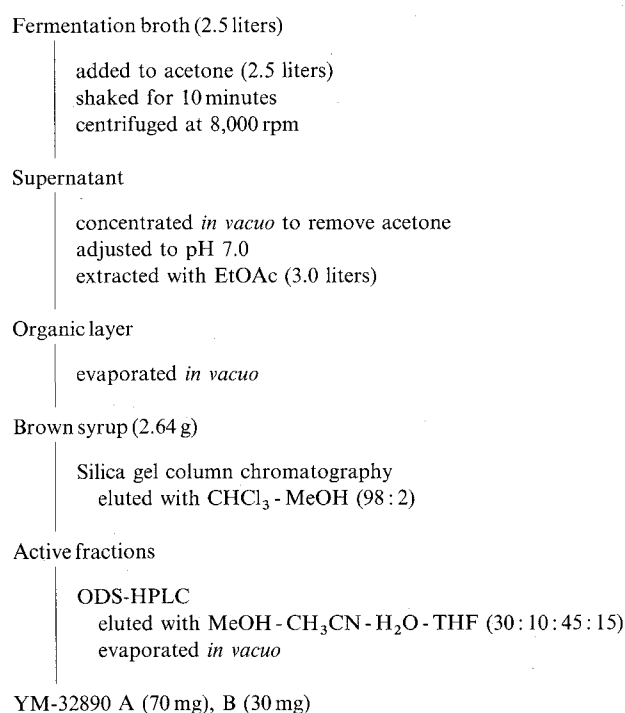 Fermentation broth (2.5 liters)
added to acetone (2.5 liters)
shaked for 10 minutes
centrifuged at 8,000 rpm
Supernatant
concentrated in vacuo to remove acetone
adjusted to pH 7.0
extracted with EtOAc (3.0 liters)
Organic layer
evaporated in vacuo
Brown syrup (2.64 g)
Silica gel column chromatography
eluted with CHCl₃ - MeOH (98 : 2)
Active fractions
ODS-HPLC
eluted with MeOH - CH₃CN - H₂O - THF (30 : 10 : 45 : 15)
evaporated in vacuo
YM-32890 A (70 mg), B (30 mg)